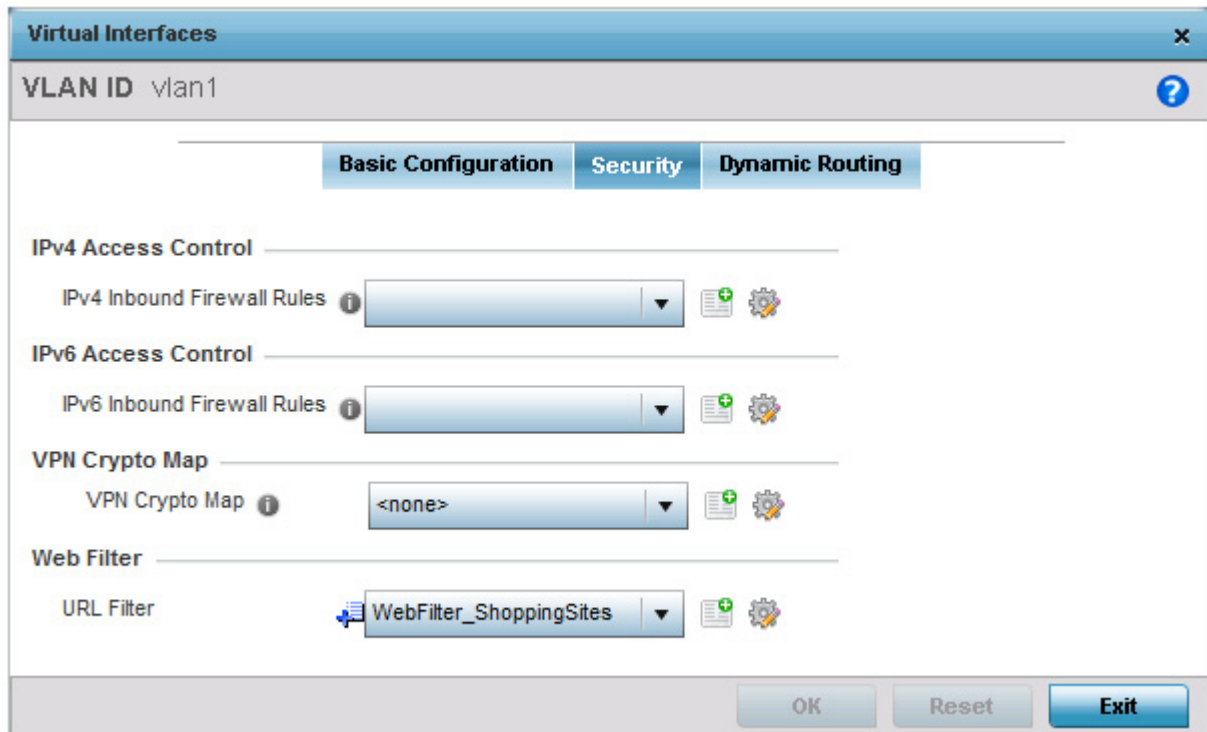 Virtual Interfaces
VLAN ID vlan1
Basic Configuration Security Dynamic Routing
IPv4 Access Control
IPv4 Inbound Firewall Rules
IPv6 Access Control
IPv6 Inbound Firewall Rules
VPN Crypto Map
VPN Crypto Map <none>
Web Filter
URL Filter WebFilter_ShoppingSites
OK Reset Exit